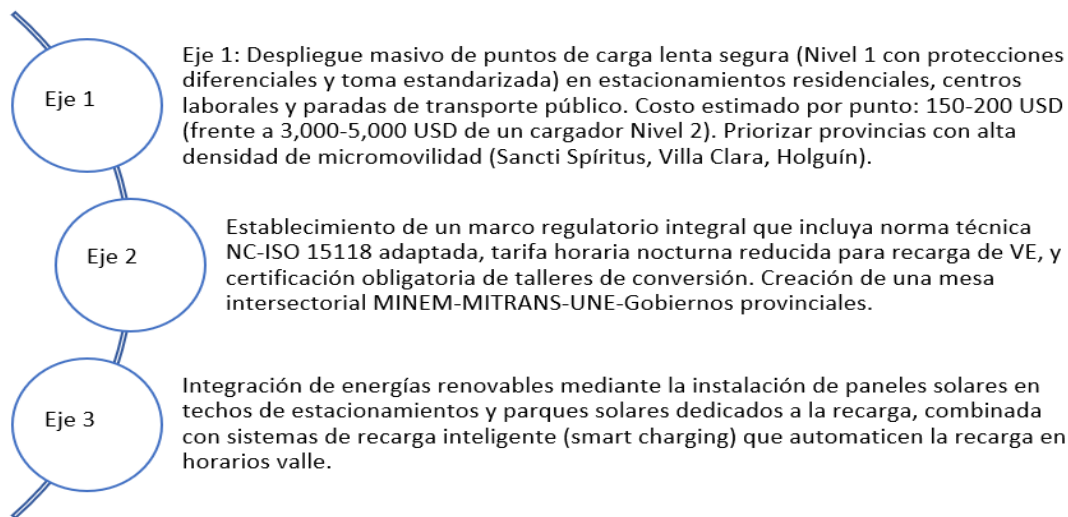 Eje 1
Eje 1: Despliegue masivo de puntos de carga lenta segura (Nivel 1 con protecciones
diferenciales y toma estandarizada) en estacionamientos residenciales, centros
laborales y paradas de transporte público. Costo estimado por punto: 150-200 USD
(frente a 3,000-5,000 USD de un cargador Nivel 2). Priorizar provincias con alta
densidad de micromovilidad (Sancti Spíritus, Villa Clara, Holguín).
Eje 2
Establecimiento de un marco regulatorio integral que incluya norma técnica
NC-ISO 15118 adaptada, tarifa horaria nocturna reducida para recarga de VE, y
certificación obligatoria de talleres de conversión. Creación de una mesa
intersectorial MINEM-MITRANS-UNE-Gobiernos provinciales.
Eje 3
Integración de energías renovables mediante la instalación de paneles solares en
techos de estacionamientos y parques solares dedicados a la recarga, combinada
con sistemas de recarga inteligente (smart charging) que automaticen la recarga en
horarios valle.